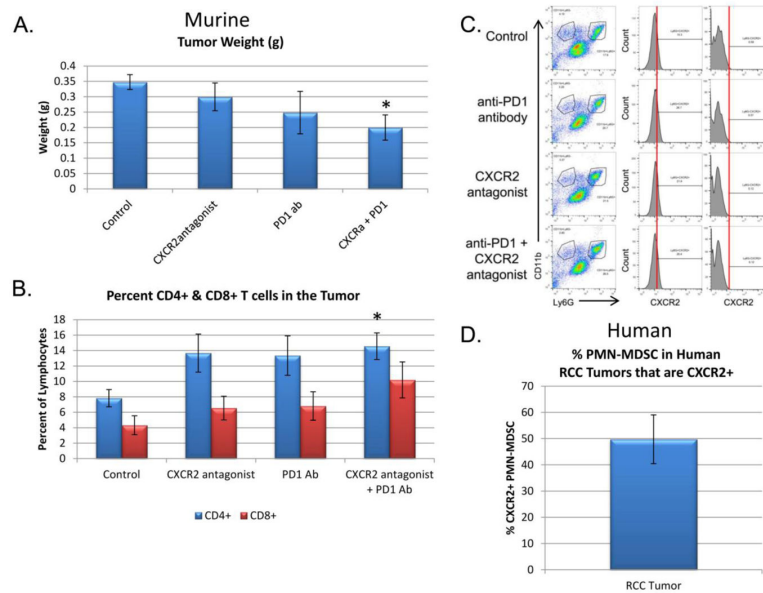 A.
Murine
Tumor Weight (g)
Weight (g)
0.4
0.35
0.3
0.25
0.2
0.15
0.1
0.05
0
*
Control
CXCR2antagonist
PD1 ab
CXCRa + PD1
B.
Percent CD4+ & CD8+ T cells in the Tumor
Percent of Lymphocytes
18
16
14
12
10
8
6
4
2
0
*
Control
CXCR2 antagonist
PD1 Ab
CXCR2 antagonist
+ PD1 Ab
CD4+
CD8+
C.
Control
anti-PD1
antibody
CXCR2
antagonist
anti-PD1 +
CXCR2
antagonist
CD11b
Ly6G
Count
Count
Count
Count
CXCR2
CXCR2
D.
Human
% PMN-MDSC in Human
RCC Tumors that are CXCR2+
% CXCR2+ PMN-MDSC
70
60
50
40
30
20
10
0
RCC Tumor